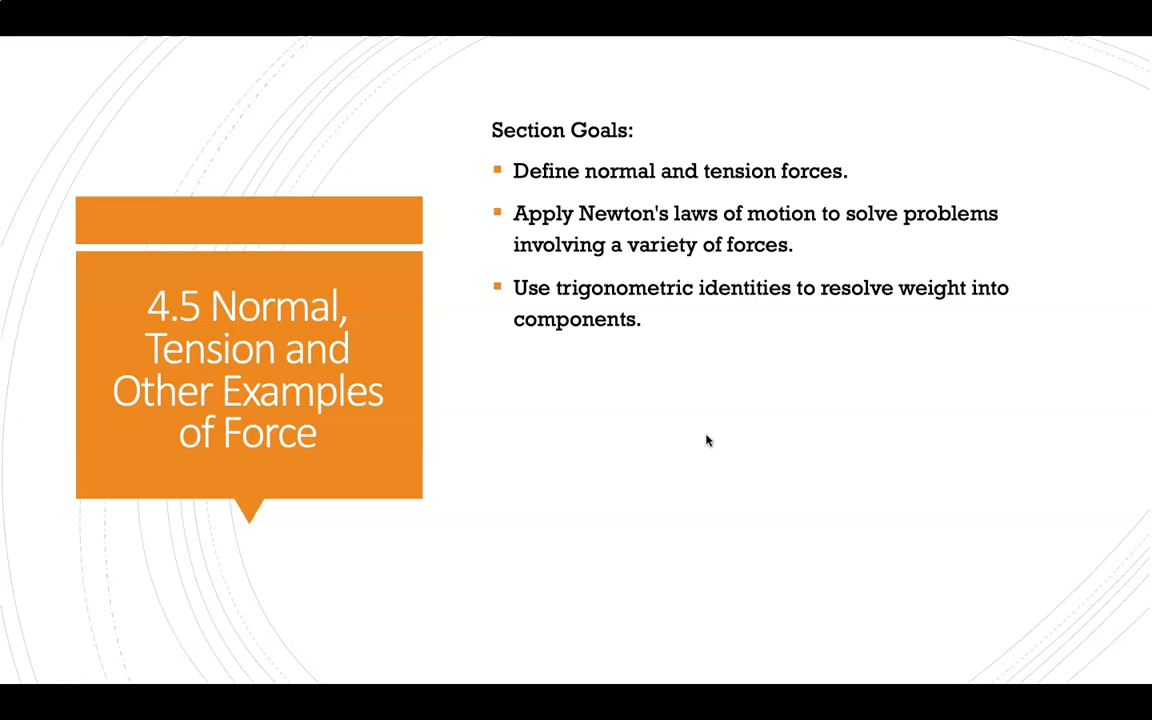 4.5 Normal,
Tension and
Other Examples
of Force
Section Goals:
Define normal and tension forces.
Apply Newton's laws of motion to solve problems
involving a variety of forces.
Use trigonometric identities to resolve weight into
components.